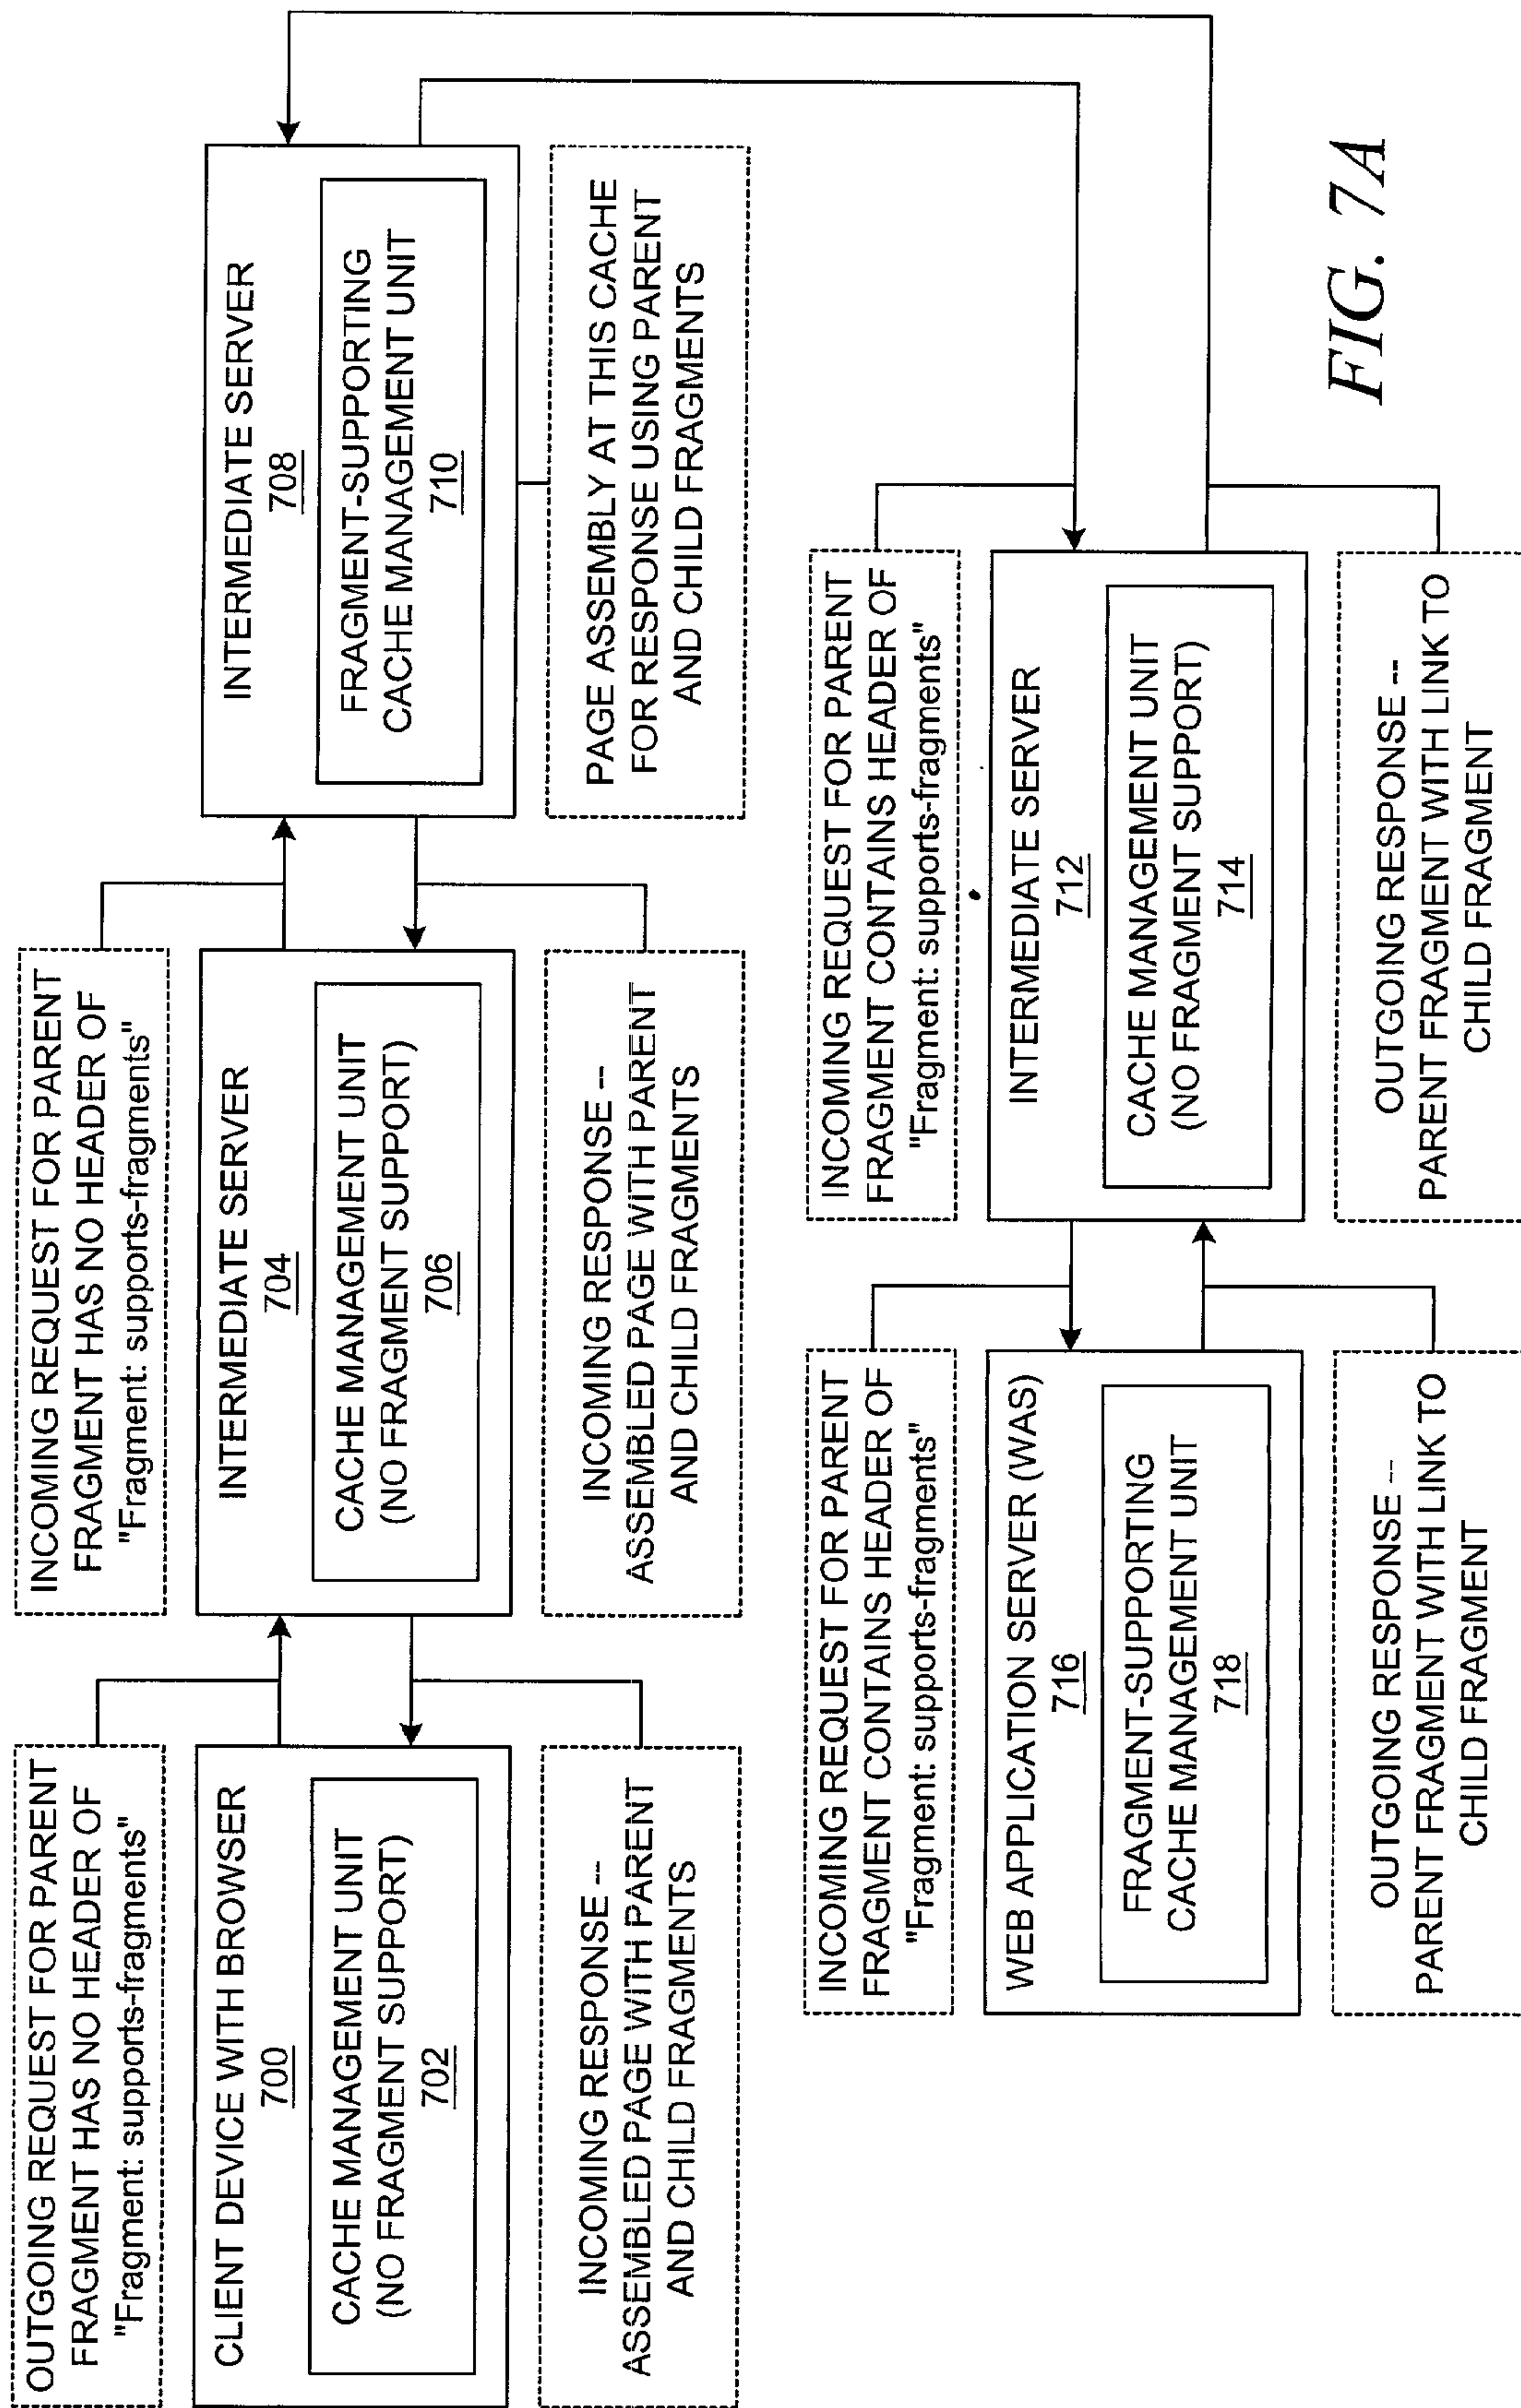 OUTGOING REQUEST FOR PARENT
FRAGMENT HAS NO HEADER OF
"Fragment: supports-fragments"
CLIENT DEVICE WITH BROWSER
700
CACHE MANAGEMENT UNIT
(NO FRAGMENT SUPPORT)
702
INCOMING RESPONSE --
ASSEMBLED PAGE WITH PARENT
AND CHILD FRAGMENTS
INCOMING REQUEST FOR PARENT
FRAGMENT HAS NO HEADER OF
"Fragment: supports-fragments"
INTERMEDIATE SERVER
704
CACHE MANAGEMENT UNIT
(NO FRAGMENT SUPPORT)
706
INCOMING RESPONSE --
ASSEMBLED PAGE WITH PARENT
AND CHILD FRAGMENTS
INTERMEDIATE SERVER
708
FRAGMENT-SUPPORTING
CACHE MANAGEMENT UNIT
710
PAGE ASSEMBLY AT THIS CACHE
FOR RESPONSE USING PARENT
AND CHILD FRAGMENTS
INCOMING REQUEST FOR PARENT
FRAGMENT CONTAINS HEADER OF
"Fragment: supports-fragments"
WEB APPLICATION SERVER (WAS)
716
FRAGMENT-SUPPORTING
CACHE MANAGEMENT UNIT
718
OUTGOING RESPONSE --
PARENT FRAGMENT WITH LINK TO
CHILD FRAGMENT
INCOMING REQUEST FOR PARENT
FRAGMENT CONTAINS HEADER OF
"Fragment: supports-fragments"
INTERMEDIATE SERVER
712
CACHE MANAGEMENT UNIT
(NO FRAGMENT SUPPORT)
714
OUTGOING RESPONSE --
PARENT FRAGMENT WITH LINK TO
CHILD FRAGMENT
FIG. 7A